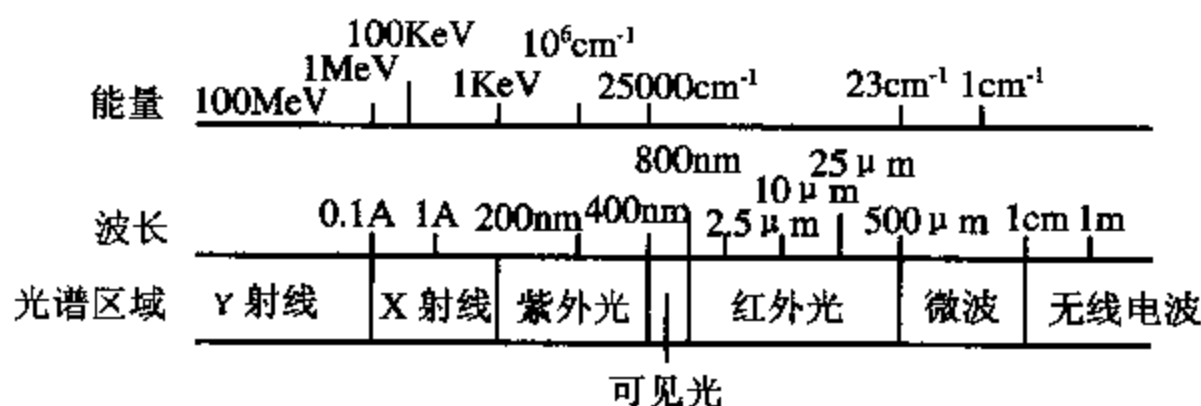 100KeV 10⁶cm⁻¹
能量 100MeV 1MeV 1KeV 25000cm⁻¹ 23cm⁻¹ 1cm⁻¹
800nm 25μm
10μm
波长 0.1A 1A 200nm 400nm 2.5μm 500μm 1cm 1m
光谱区域 Υ射线 X射线 紫外光 红外光 微波 无线电波
可见光